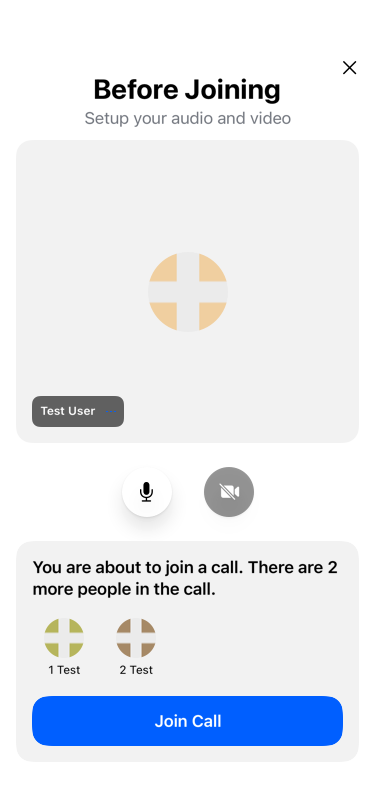 Before Joining
Setup your audio and video
Test User
You are about to join a call. There are 2
more people in the call.
1 Test
2 Test
Join Call